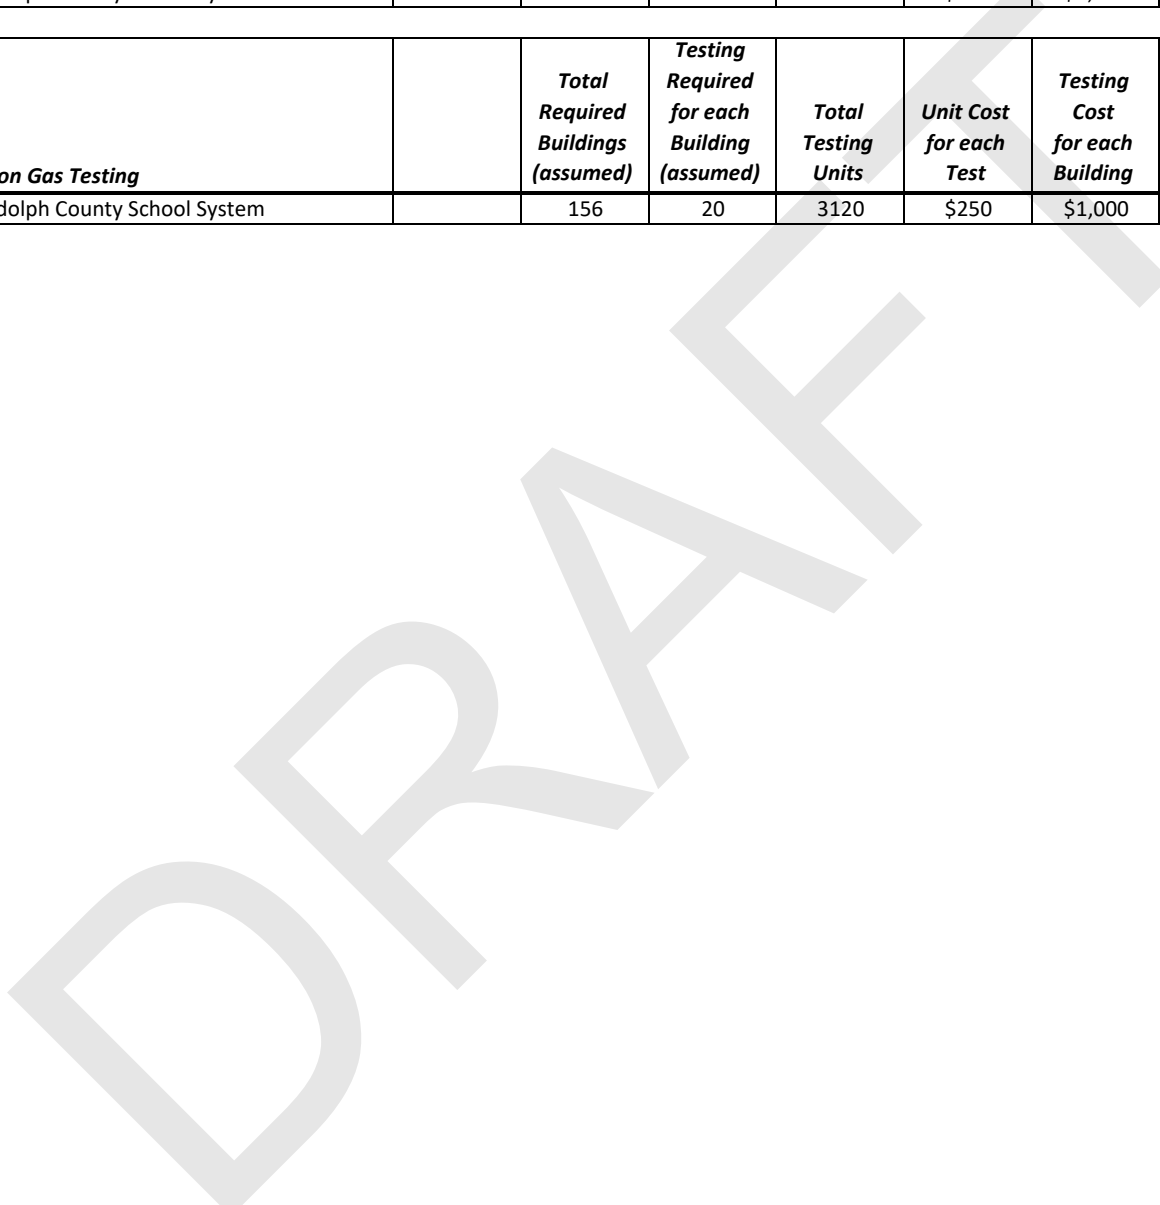 Testing
Total Required Testing
Required for each Total Unit Cost Cost
Buildings Building Testing for each for each
on Gas Testing (assumed) (assumed) Units Test Building
dolph County School System 156 20 3120 $250 $1,000
DRAFT